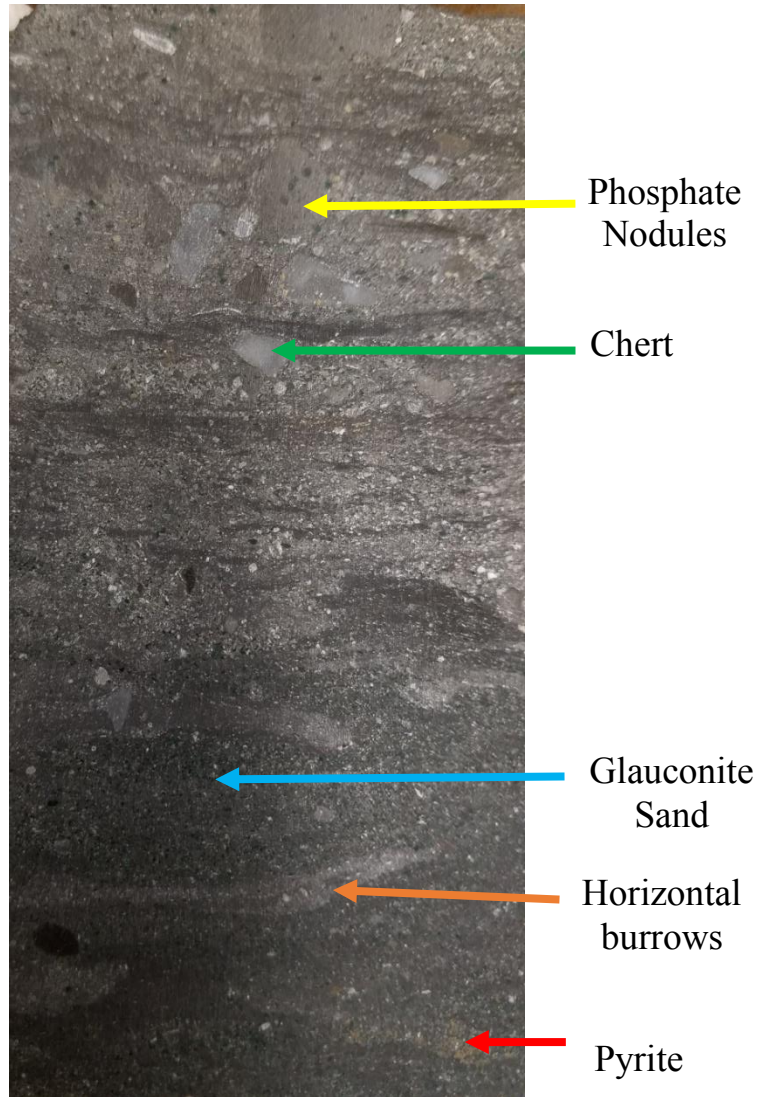 Phosphate
Nodules
Chert
Glauconite
Sand
Horizontal
burrows
Pyrite